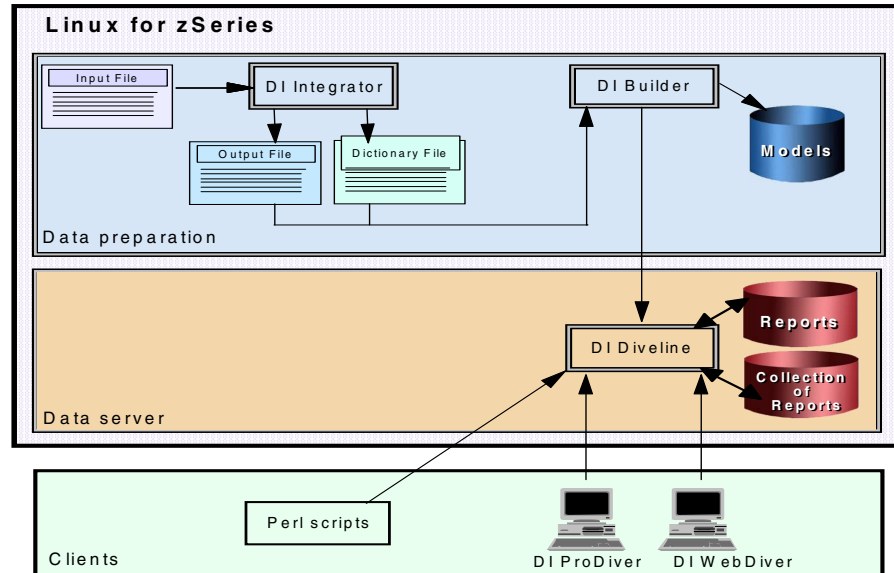 Linux for zSeries
Input File
DI Integrator
DI Builder
Output File
Dictionary File
Models
Data preparation
Reports
DI Diveline
Collection
of
Reports
Data server
Perl scripts
Clients
DI ProDiver
DI WebDiver